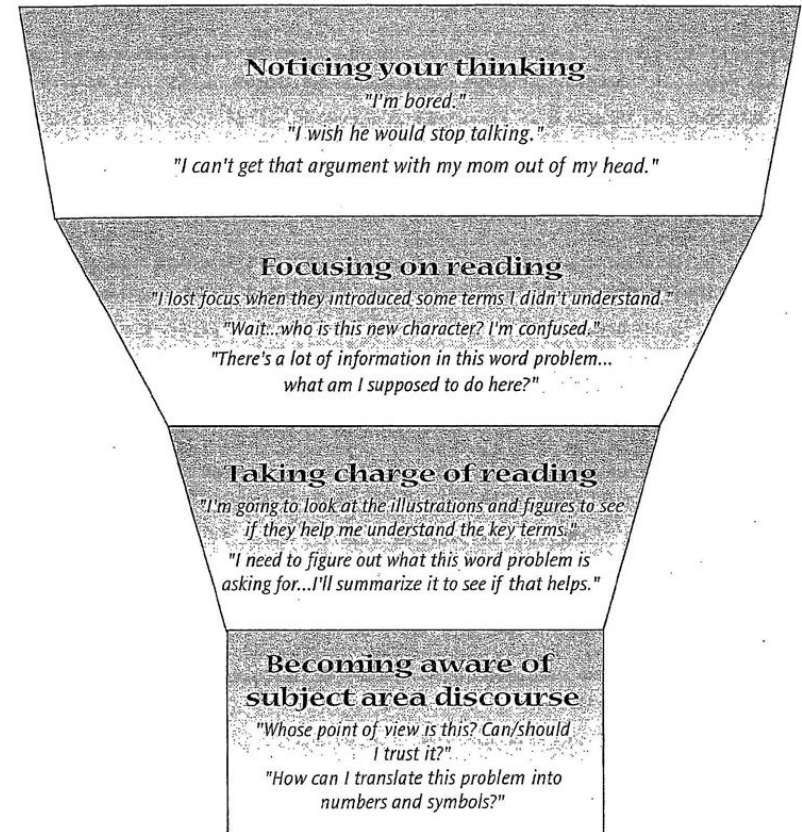 Noticing your thinking
"I'm bored."
"I wish he would stop talking."
"I can't get that argument with my mom out of my head."
Focusing on reading
"I lost focus when they introduced some terms I didn't understand."
"Wait...who is this new character? I'm confused."
"There's a lot of information in this word problem...
what am I supposed to do here?"
Taking charge of reading
"I'm going to look at the illustrations and figures to see
if they help me understand the key terms."
"I need to figure out what this word problem is
asking for...I'll summarize it to see if that helps."
Becoming aware of
subject area discourse
"Whose point of view is this? Can/should
I trust it?"
"How can I translate this problem into
numbers and symbols?"